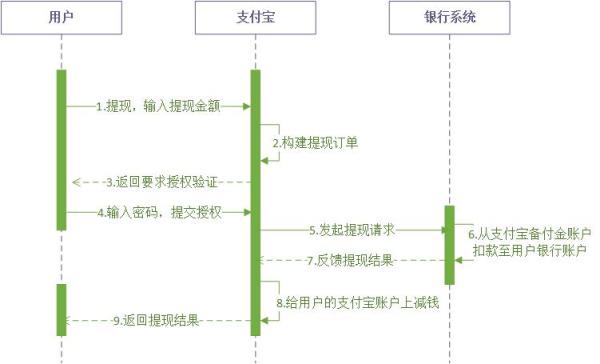 用户
支付宝
银行系统
1.提现，输入提现金额
2.构建提现订单
3.返回要求授权验证
4.输入密码，提交授权
5.发起提现请求
6.从支付宝备付金账户
扣款至用户银行账户
7.反馈提现结果
8.给用户的支付宝账户上减钱
9.返回提现结果